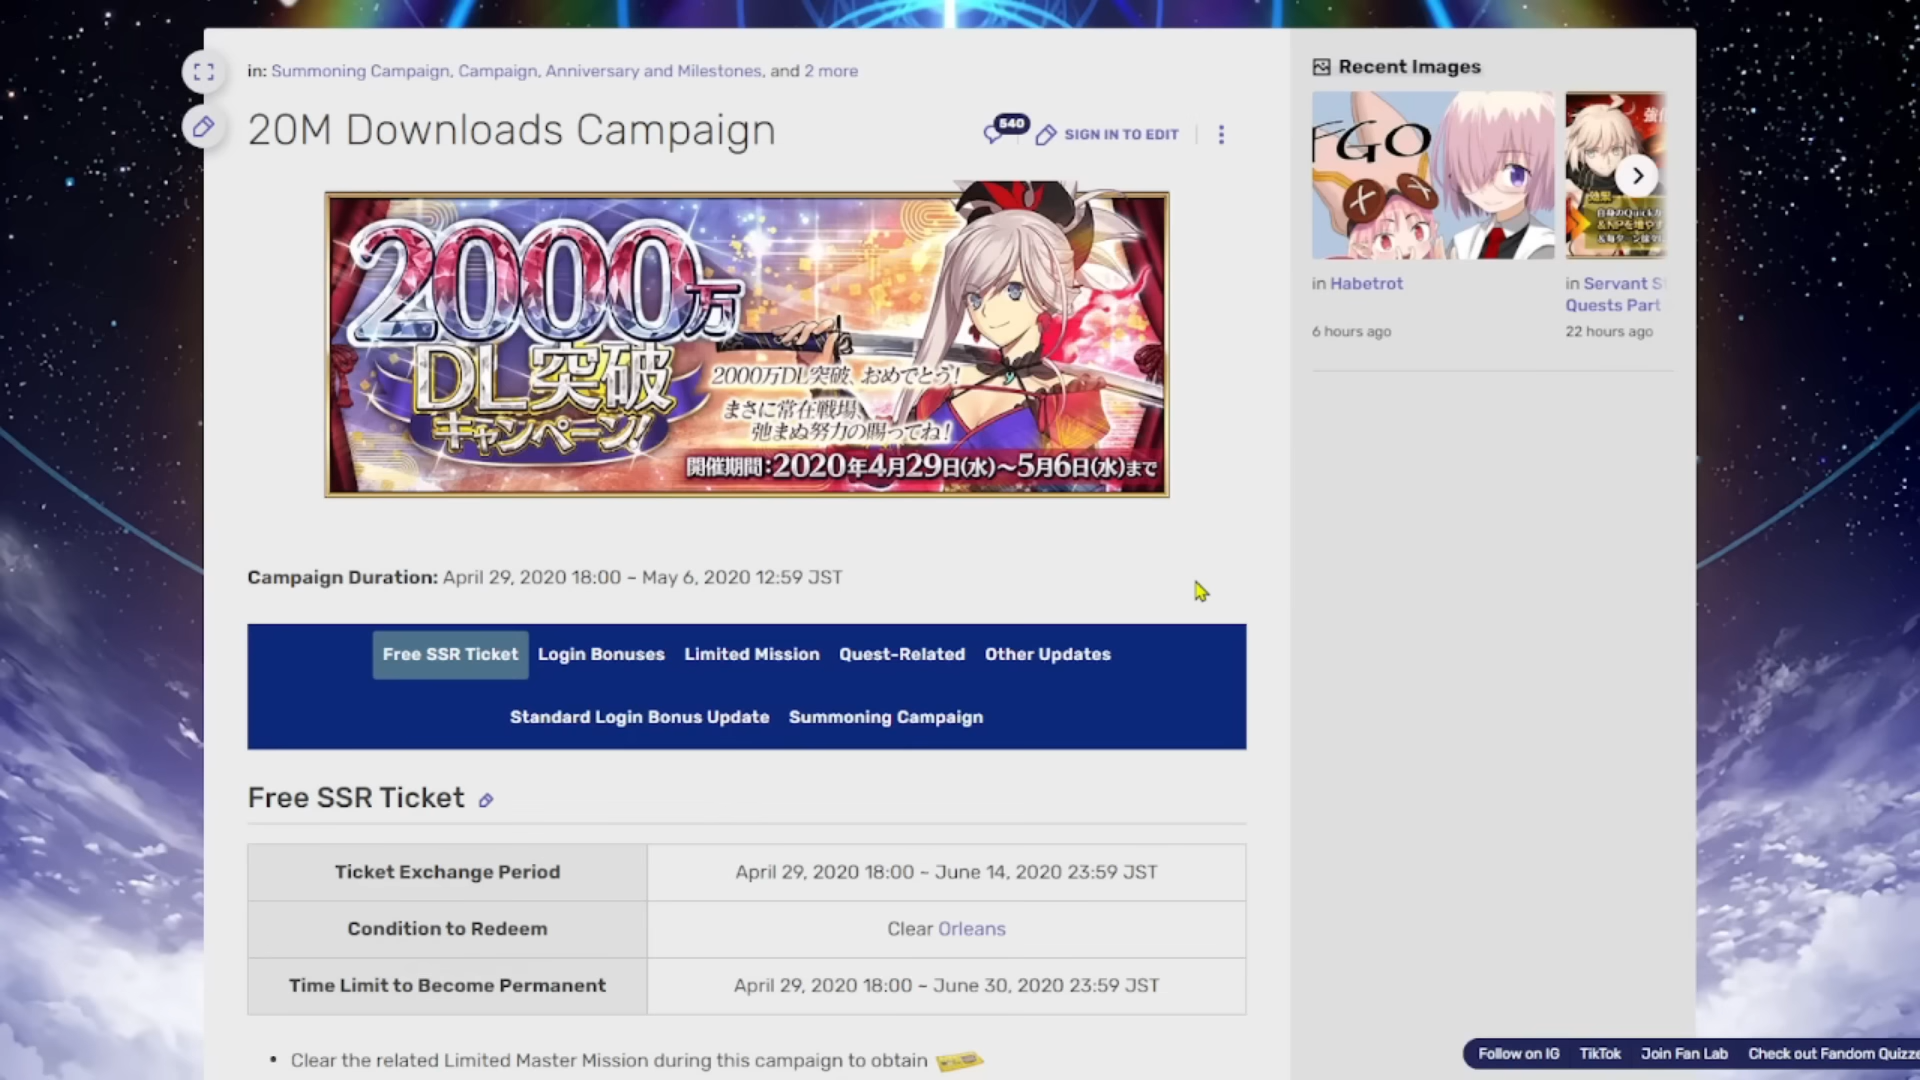 in: Summoning Campaign, Campaign, Anniversary and Milestones, and 2 more
20M Downloads Campaign
540
SIGN IN TO EDIT
2000万
DL突破
キャンペーン!
2000万DL突破、おめでとう!
まさに常在戦場、
弛まぬ努力の賜ってね!
開催期間:2020年4月29日(水)~5月6日(水)まで
Campaign Duration: April 29, 2020 18:00 ~ May 6, 2020 12:59 JST
Free SSR Ticket Login Bonuses Limited Mission Quest-Related Other Updates
Standard Login Bonus Update Summoning Campaign
Free SSR Ticket
Ticket Exchange Period April 29, 2020 18:00 ~ June 14, 2020 23:59 JST
Condition to Redeem Clear Orleans
Time Limit to Become Permanent April 29, 2020 18:00 ~ June 30, 2020 23:59 JST
• Clear the related Limited Master Mission during this campaign to obtain
Recent Images
FGO
in Habetrot
6 hours ago
in Servant S
Quests Part
22 hours ago
Follow on IG TikTok Join Fan Lab Check out Fandom Quizze